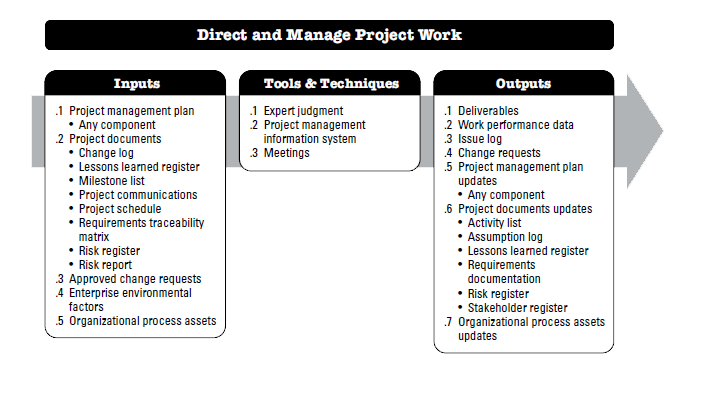 Direct and Manage Project Work
Inputs
.1 Project management plan
• Any component
.2 Project documents
• Change log
• Lessons learned register
• Milestone list
• Project communications
• Project schedule
• Requirements traceability
matrix
• Risk register
• Risk report
.3 Approved change requests
.4 Enterprise environmental
factors
.5 Organizational process assets
Tools & Techniques
.1 Expert judgment
.2 Project management
information system
.3 Meetings
Outputs
.1 Deliverables
.2 Work performance data
.3 Issue log
.4 Change requests
.5 Project management plan
updates
• Any component
.6 Project documents updates
• Activity list
• Assumption log
• Lessons learned register
• Requirements
documentation
• Risk register
• Stakeholder register
.7 Organizational process assets
updates